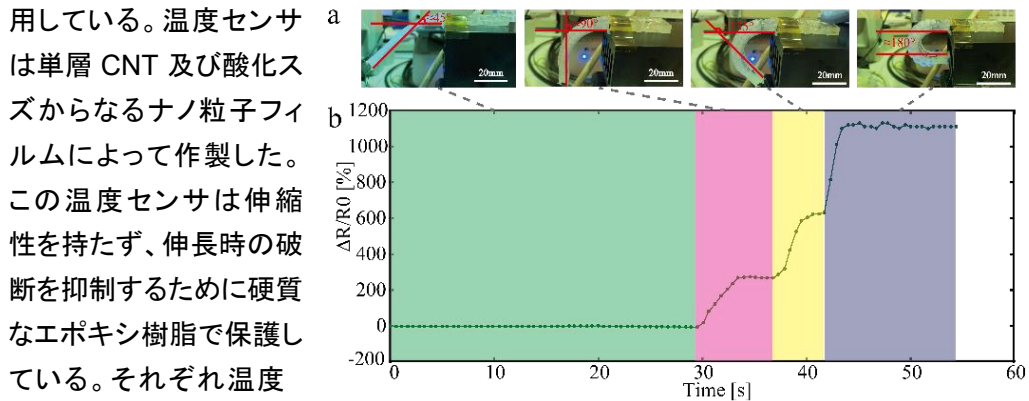 用している。温度センサ
は単層 CNT 及び酸化ス
ズからなるナノ粒子フィ
ルムによって作製した。
この温度センサは伸縮
性を持たず、伸長時の破
断を抑制するために硬質
なエポキシ樹脂で保護し
ている。それぞれ温度
a
≈45°
20mm
≈90°
20mm
20mm
≈180°
20mm
b
ΔR/R0 [%]
1200
1000
800
600
400
200
0
-200
0 10 20 30 40 50 60
Time [s]